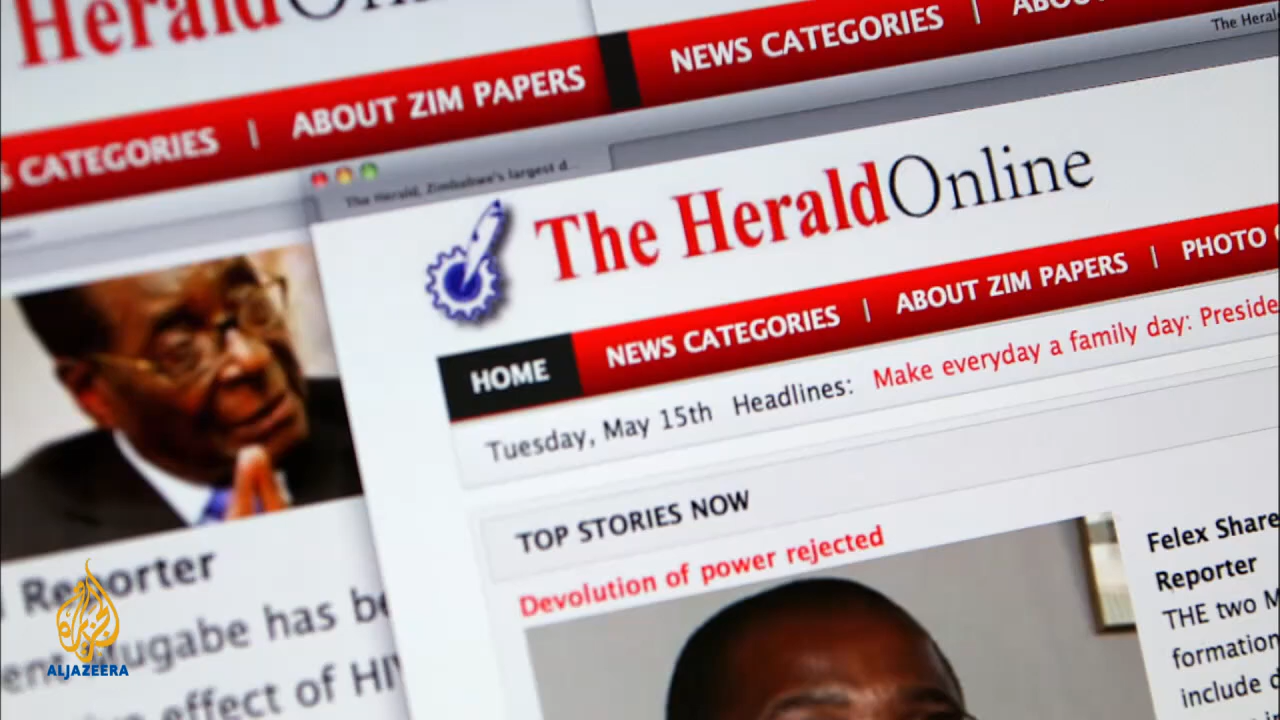 Herald
ABOUT
NEWS CATEGORIES |
CATEGORIES | ABOUT ZIM PAPERS
The Herald, Zimbabwe's largest d...
The HeraldOnline
HOME NEWS CATEGORIES | ABOUT ZIM PAPERS | PHOTO
Tuesday, May 15th Headlines: Make everyday a family day: Preside
TOP STORIES NOW
Devolution of power rejected
Felex Share
Reporter
THE two M
formation
include
Reporter
Mugabe has be
effect of HI
ALJAZEERA